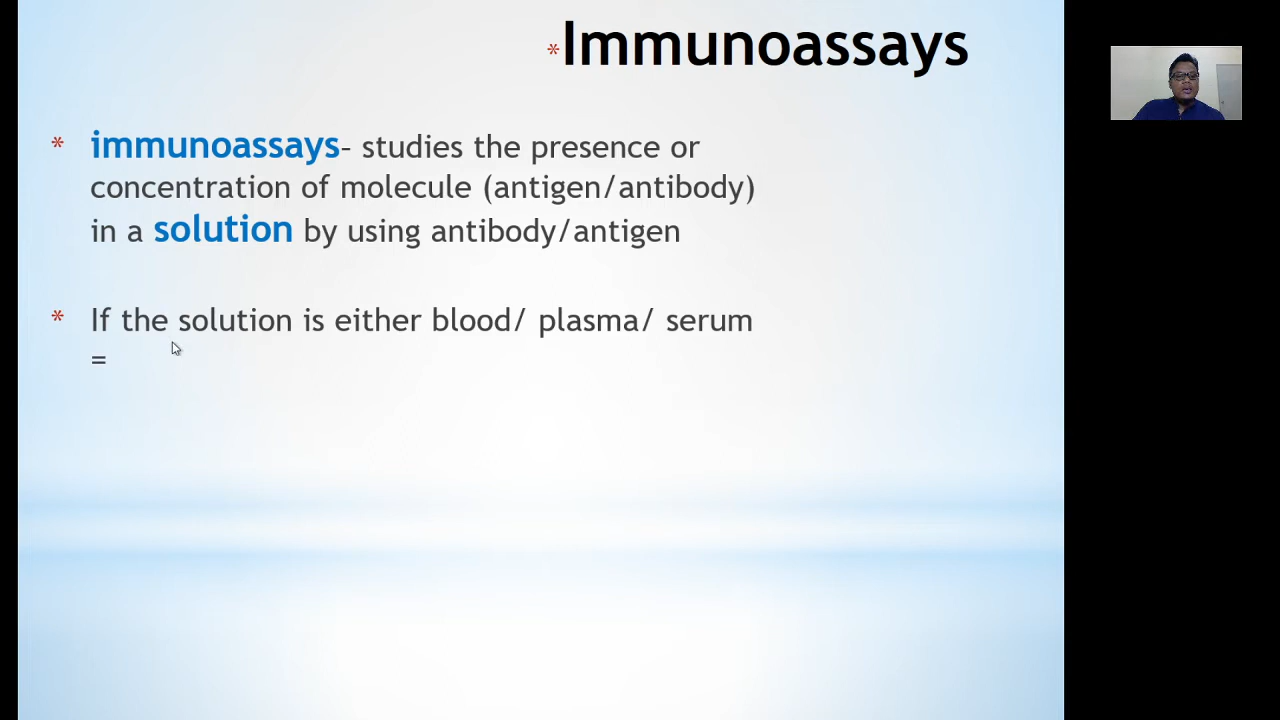 *Immunoassays
* immunoassays– studies the presence or
concentration of molecule (antigen/antibody)
in a solution by using antibody/antigen
* If the solution is either blood/ plasma/ serum
=